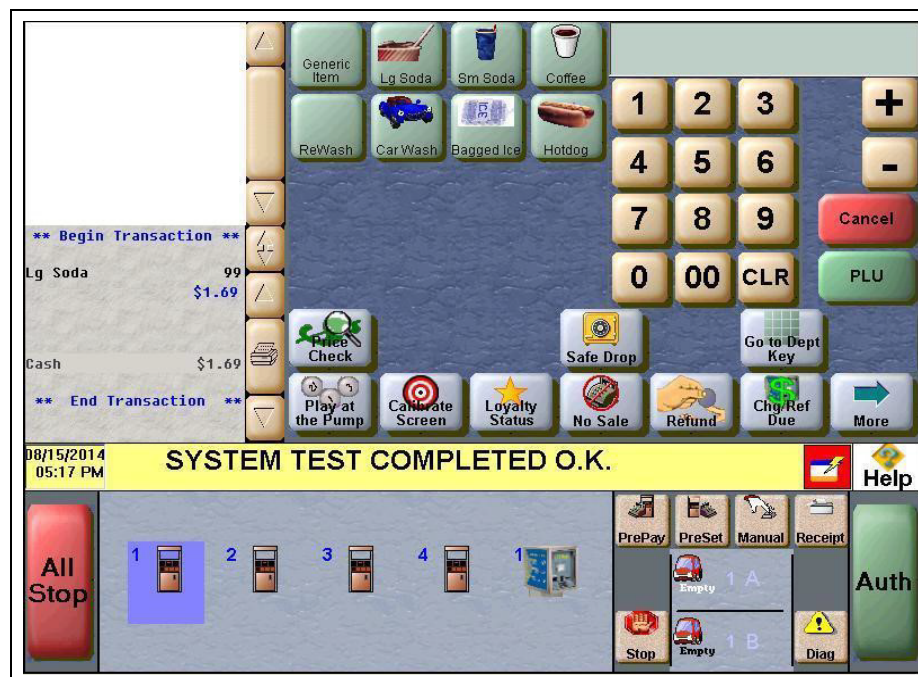 Generic
Item
Lg Soda
Sm Soda
Coffee
ReWash
Car Wash
ICE
Bagged Ice
Hotdog
1 2 3 +
4 5 6 -
7 8 9 Cancel
0 00 CLR PLU
** Begin Transaction **
Lg Soda 99
$1.69
Cash $1.69
** End Transaction **
Price
Check
Safe Drop
Go to Dept
Key
Play at
the Pump
Calibrate
Screen
Loyalty
Status
No Sale
Refund
Chg/Ref
Due
More
08/15/2014
05:17 PM
SYSTEM TEST COMPLETED O.K.
Help
All
Stop
1 2 3 4 1
PrePay PreSet Manual Receipt
Empty 1 A
Empty 1 B
Stop
Diag
Auth